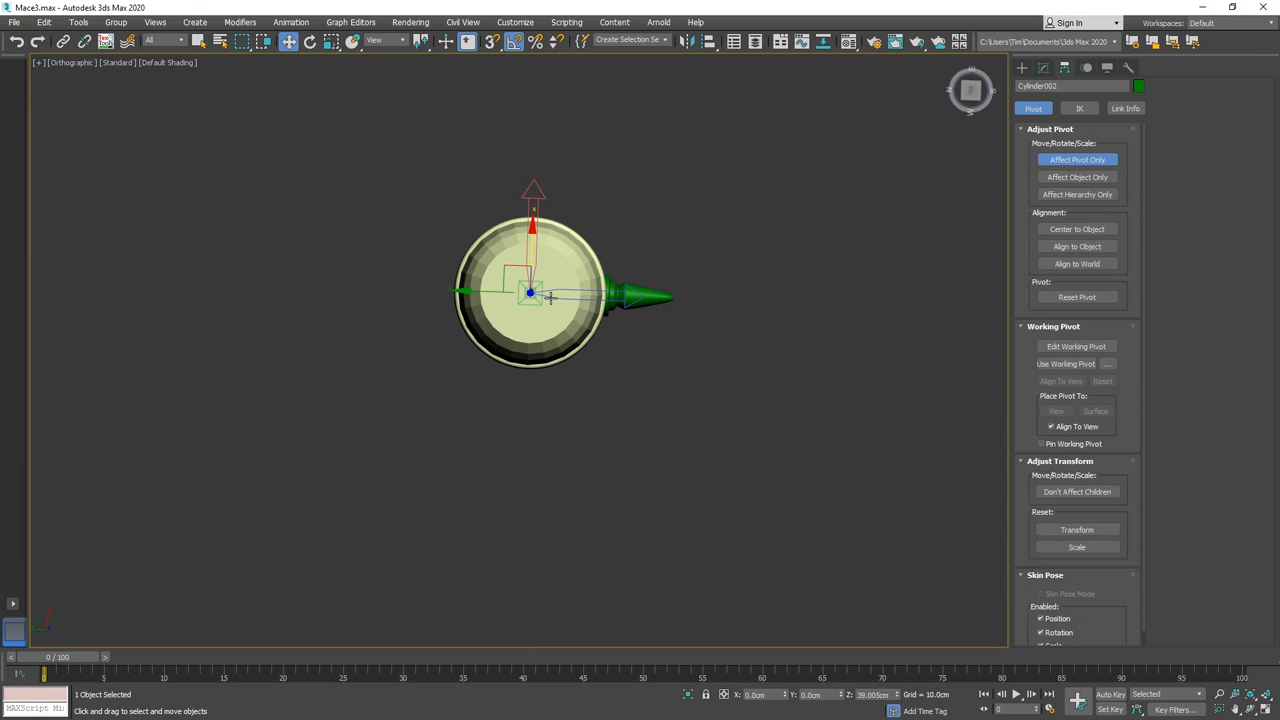 Mace3.max - Autodesk 3ds Max 2020
File Edit Tools Group Views Create Modifiers Animation Graph Editors Rendering Civil View Customize Scripting Content Arnold Help
Sign In Workspaces: Default
All View Create Selection Se C:\Users\Tim\Documents\3ds Max 2020
[+] [Orthographic] [Standard] [Default Shading]
Cylinder002
Pivot IK Link Info
Adjust Pivot
Move/Rotate/Scale:
Affect Pivot Only
Affect Object Only
Affect Hierarchy Only
Alignment:
Center to Object
Align to Object
Align to World
Pivot:
Reset Pivot
Working Pivot
Edit Working Pivot
Use Working Pivot ...
Align To View Reset
Place Pivot To:
View Surface
Align To View
Pin Working Pivot
Adjust Transform
Move/Rotate/Scale:
Don't Affect Children
Reset:
Transform
Scale
Skin Pose
Skin Pose Mode
Enabled:
Position
Rotation
x
0 / 100
0 5 10 15 20 25 30 35 40 45 50 55 60 65 70 75 80 85 90 95 100
1 Object Selected X: 0.0cm Y: 0.0cm Z: 39.005cm Grid = 10.0cm Auto Key Selected
MAXScript Mi Click and drag to select and move objects Add Time Tag 0 Set Key Key Filters...